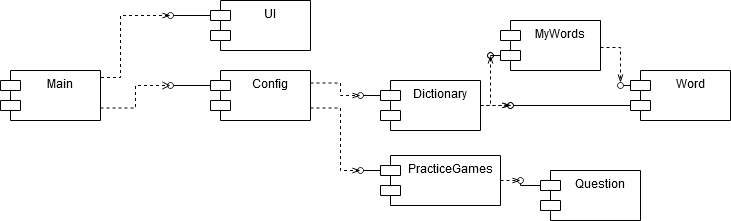 UI
MyWords
Main
Config
Dictionary
Word
PracticeGames
Question